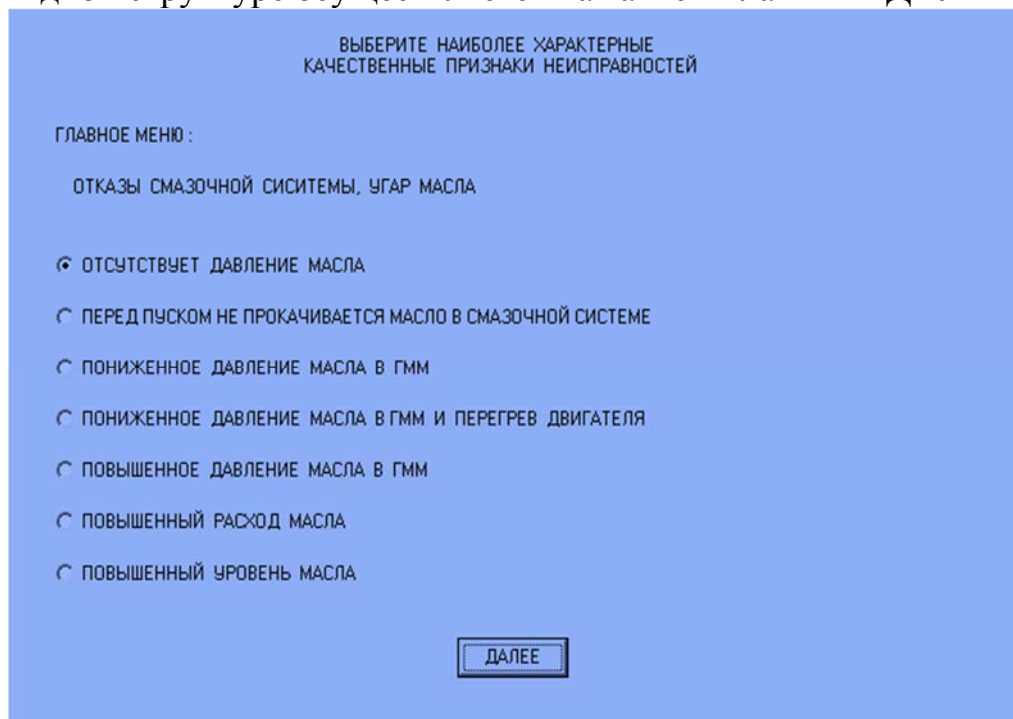 ВЫБЕРИТЕ НАИБОЛЕЕ ХАРАКТЕРНЫЕ
КАЧЕСТВЕННЫЕ ПРИЗНАКИ НЕИСПРАВНОСТЕЙ
ГЛАВНОЕ МЕНЮ :
ОТКАЗЫ СМАЗОЧНОЙ СИСИТЕМЫ, УГАР МАСЛА
ОТСУТСТВУЕТ ДАВЛЕНИЕ МАСЛА
ПЕРЕД ПУСКОМ НЕ ПРОКАЧИВАЕТСЯ МАСЛО В СМАЗОЧНОЙ СИСТЕМЕ
ПОНИЖЕННОЕ ДАВЛЕНИЕ МАСЛА В ГММ
ПОНИЖЕННОЕ ДАВЛЕНИЕ МАСЛА В ГММ И ПЕРЕГРЕВ ДВИГАТЕЛЯ
ПОВЫШЕННОЕ ДАВЛЕНИЕ МАСЛА В ГММ
ПОВЫШЕННЫЙ РАСХОД МАСЛА
ПОВЫШЕННЫЙ УРОВЕНЬ МАСЛА
ДАЛЕЕ